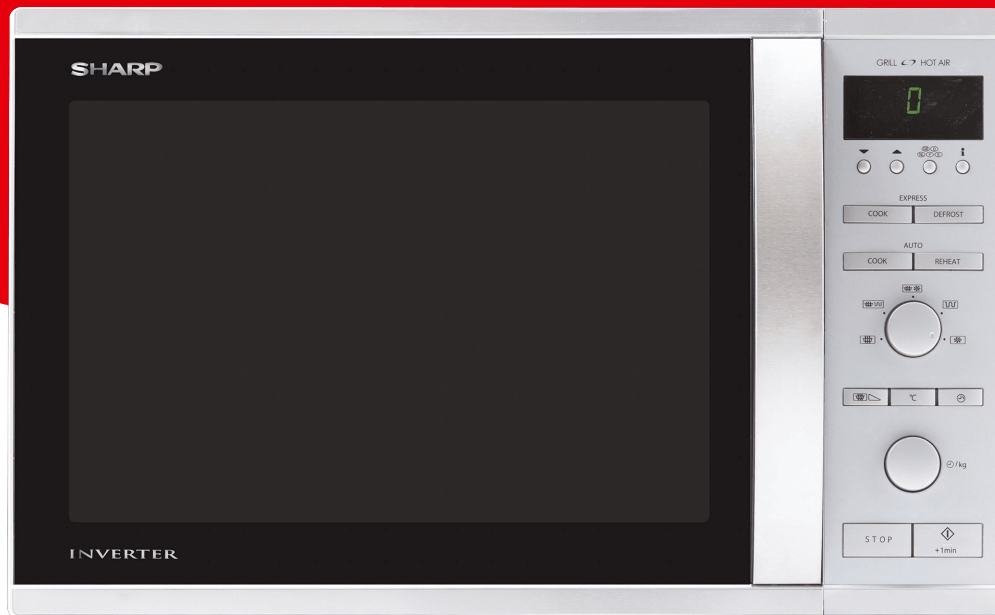 SHARP
INVERTER
GRILL HOT AIR
0
i
EXPRESS
COOK DEFROST
AUTO
COOK REHEAT
°C
/kg
STOP
+1min